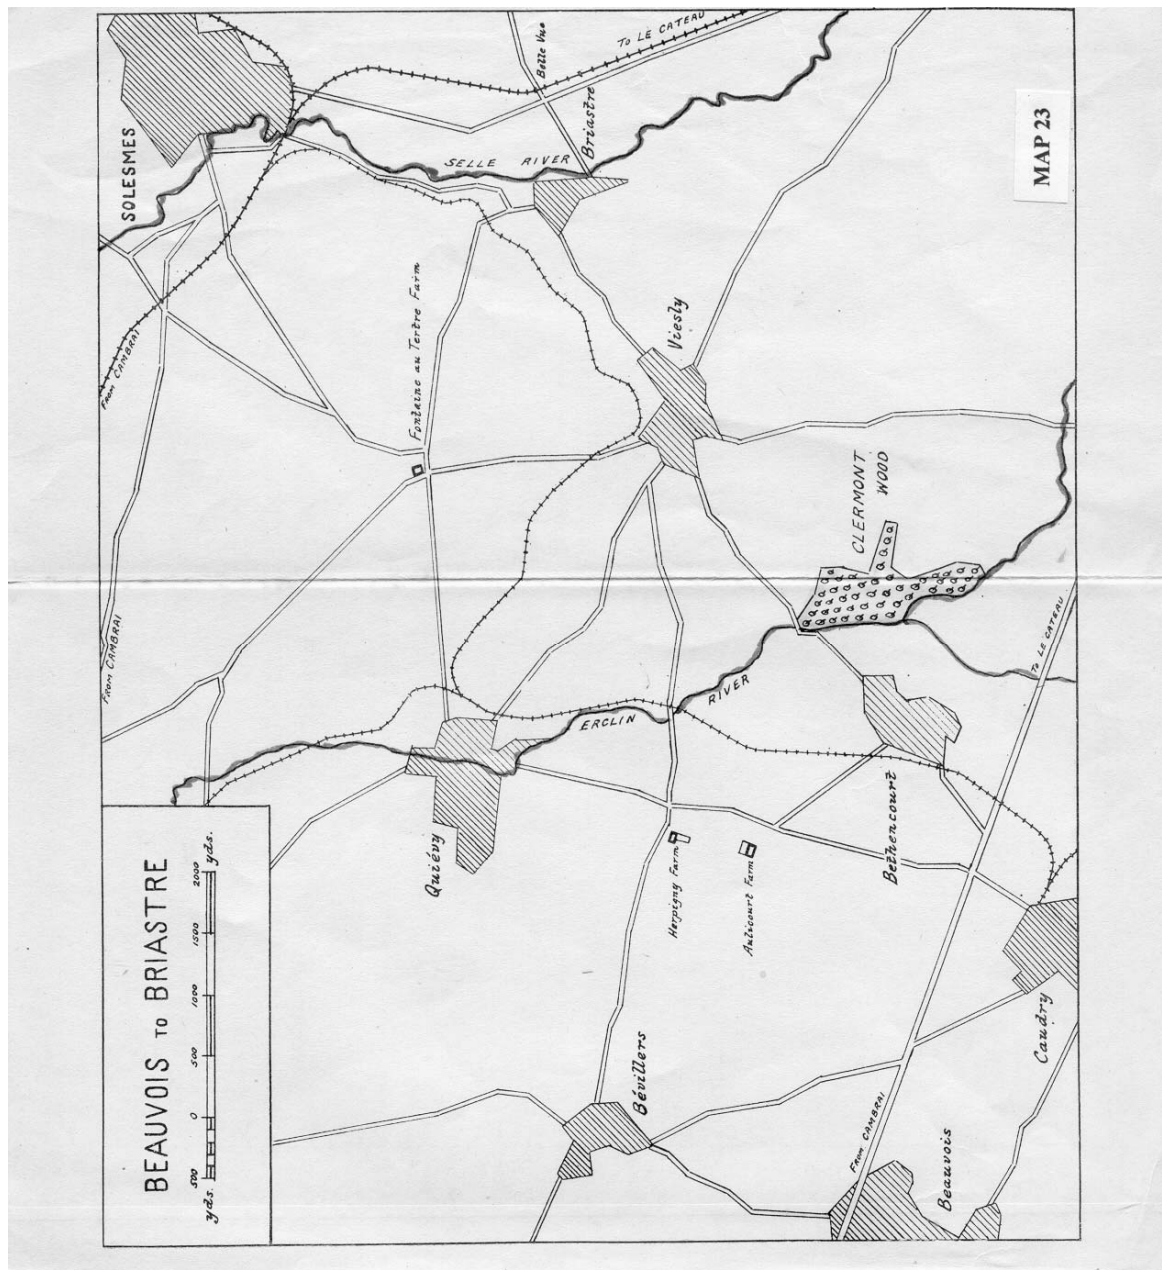 MAP 23
SOLESMES
TO LE CATEAU
Belle Vue
Briastre
SELLE RIVER
FROM CAMBRAI
Fontaine au Tertre Farm
Viesly
CLERMONT
WOOD
FROM CAMBRAI
TO LE CATEAU
ERCLIN RIVER
Quiévy
Herpigny Farm
Aulicourt Farm
Bethencourt
Caudry
Bévillers
FROM CAMBRAI
Beauvois
BEAUVOIS TO BRIASTRE
yds. 500 0 500 1000 1500 2000 yds.